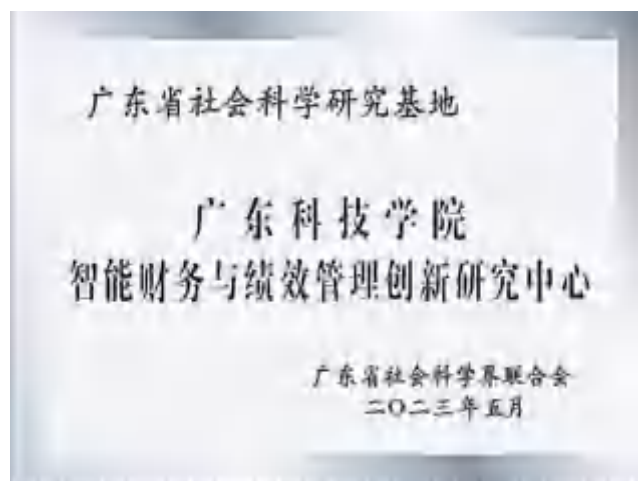 广东省社会科学研究基地
广东科技学院
智能财务与绩效管理创新研究中心
广东省社会科学界联合会
二〇二三年五月